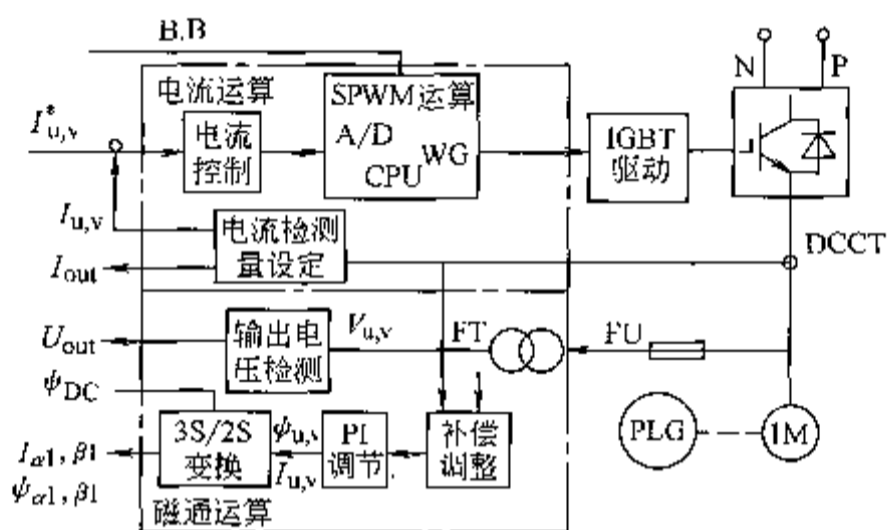 B.B
电流运算
I*u,v
电流
控制
SPWM运算
A/D
WG
CPU
IGBT
驱动
N
P
Iu,v
电流检测
量设定
Iout
DCCT
Uout
输出电
压检测
Vu,v
FT
FU
ψDC
3S/2S
变换
ψu,v
Iu,v
PI
调节
补偿
调整
PLG
IM
Iα1,β1
ψα1,β1
磁通运算